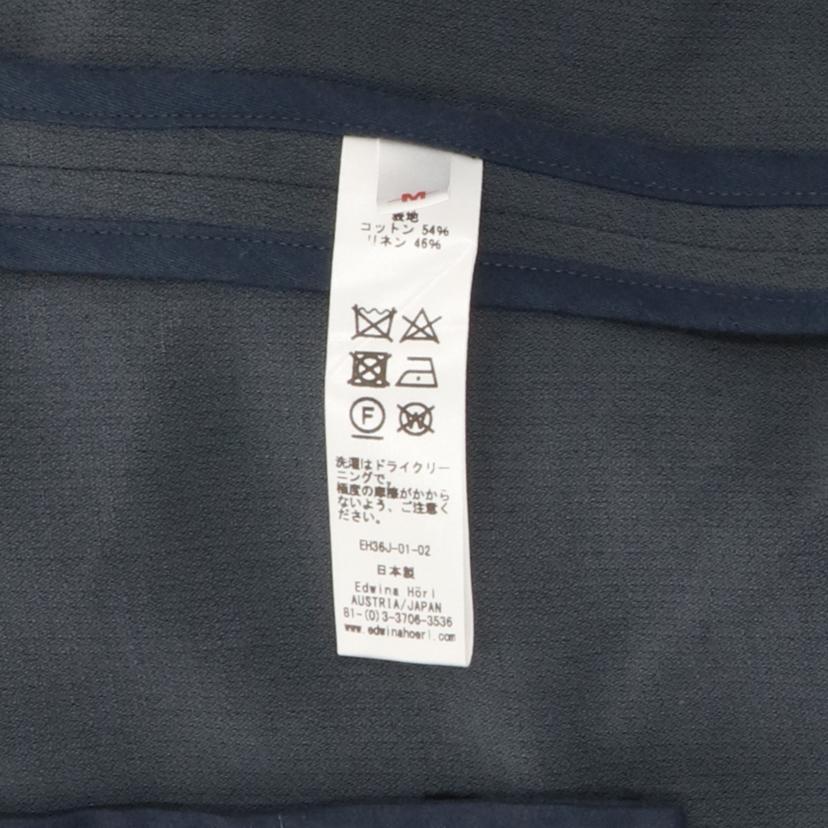 M
表地
コットン 54%
リネン 46%
F
W
洗濯はドライクリー
ニングで。
極度の摩擦がかから
ないよう、ご注意く
ださい。
EH36J-01-02
日本製
Edwina Höri
AUSTRIA/JAPAN
81-(0)3-3706-3536
www.edwinahoerl.com